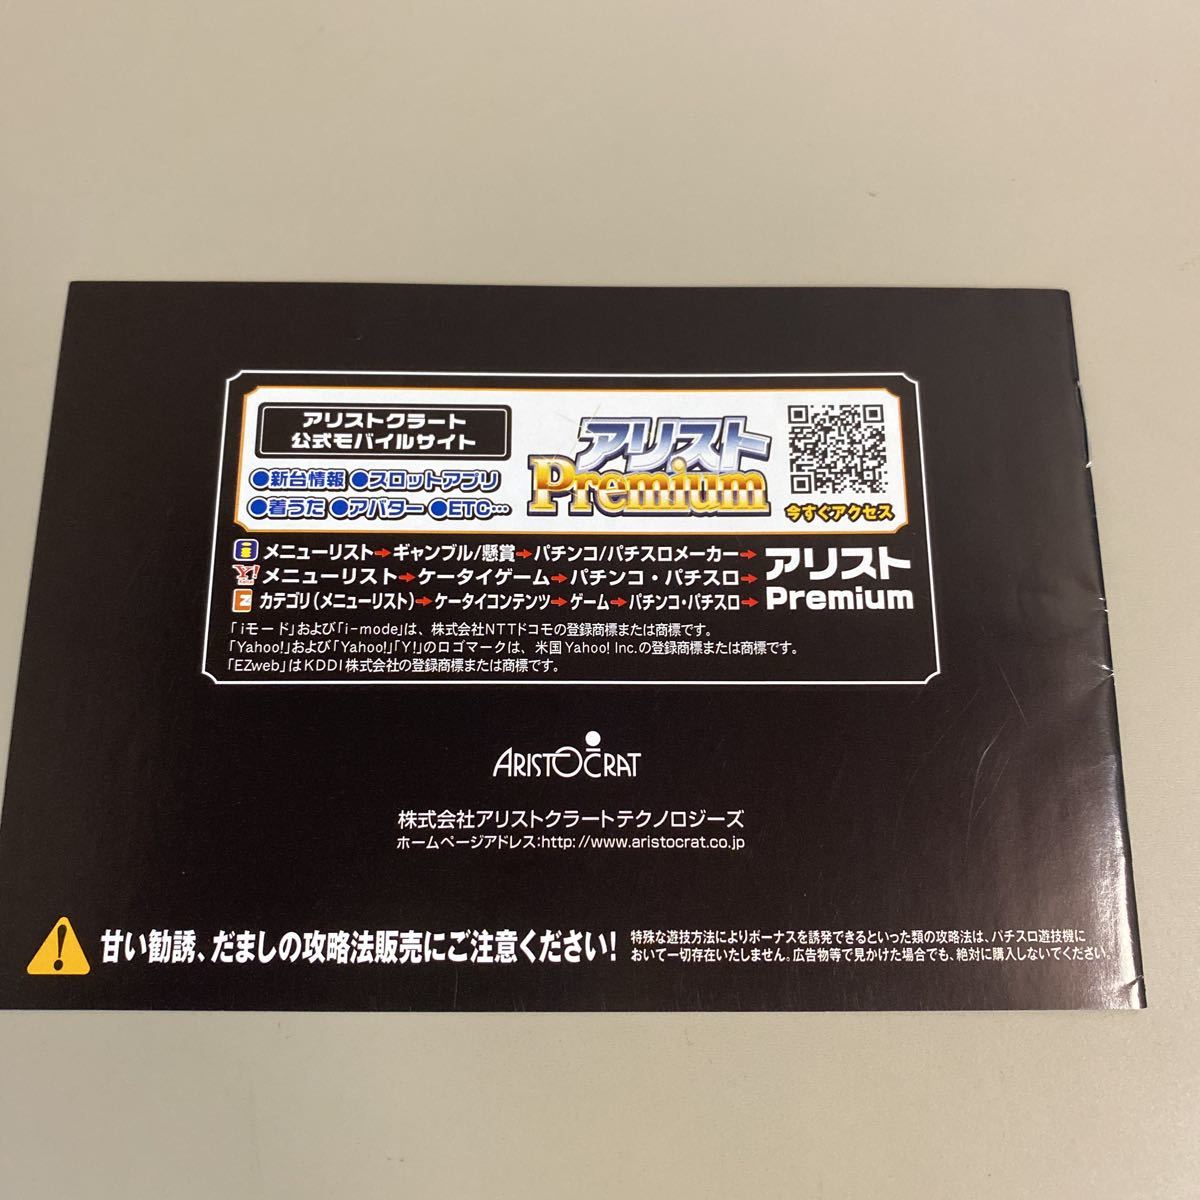 アリストクラート
公式モバイルサイト
●新台情報 ●スロットアプリ
●着うた ●アバター ●ETC…
アリスト
Premium
今すぐアクセス
メニューリスト→ギャンブル/懸賞→パチンコ/パチスロメーカー→
Y! メニューリスト→ケータイゲーム→パチンコ・パチスロ→
カテゴリ(メニューリスト)→ケータイコンテンツ→ゲーム→パチンコ・パチスロ→
アリスト
Premium
「iモード」および「i-mode」は、株式会社NTTドコモの登録商標または商標です。
「Yahoo!」および「Yahoo!」「Y!」のロゴマークは、米国Yahoo! Inc.の登録商標または商標です。
「EZweb」はKDDI株式会社の登録商標または商標です。
ARISTOCRAT
株式会社アリストクラートテクノロジーズ
ホームページアドレス:http://www.aristocrat.co.jp
甘い勧誘、だましの攻略法販売にご注意ください!
特殊な遊技方法によりボーナスを誘発できるといった類の攻略法は、パチスロ遊技機に
おいて一切存在いたしません。広告物等で見かけた場合でも、絶対に購入しないでください。